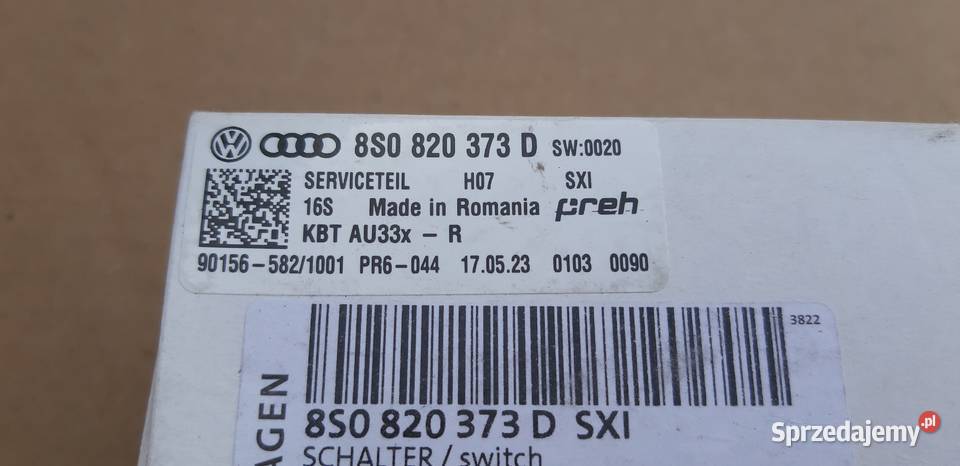 8S0 820 373 D SW:0020
SERVICETEIL H07 SXI
16S Made in Romania preh
KBT AU33x - R
90156-582/1001 PR6-044 17.05.23 0103 0090
3822
AGEN
8S0 820 373 D SXI
SCHALTER / switch
Sprzedajemy.pl